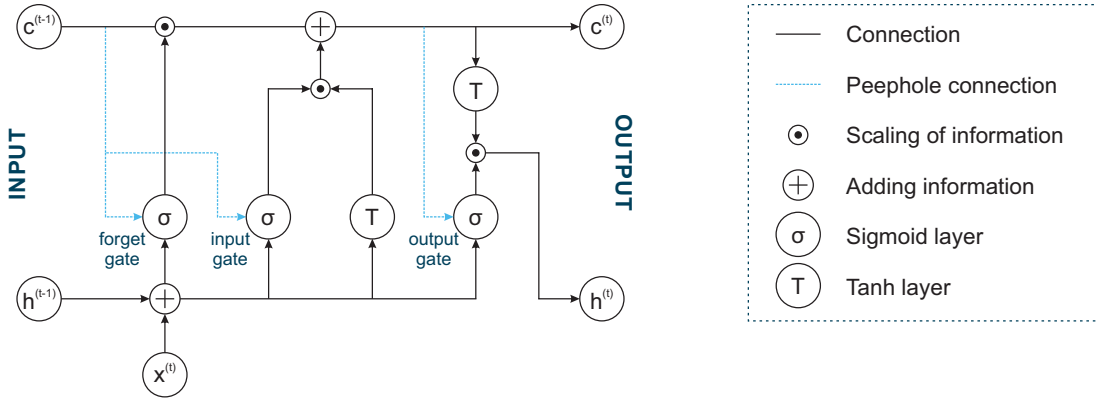 c(t-1)
+
c(t)
T
INPUT
OUTPUT
σ
σ
T
σ
forget
gate
input
gate
output
gate
h(t-1)
+
h(t)
x(t)
Connection
Peephole connection
Scaling of information
+
Adding information
σ
Sigmoid layer
T
Tanh layer